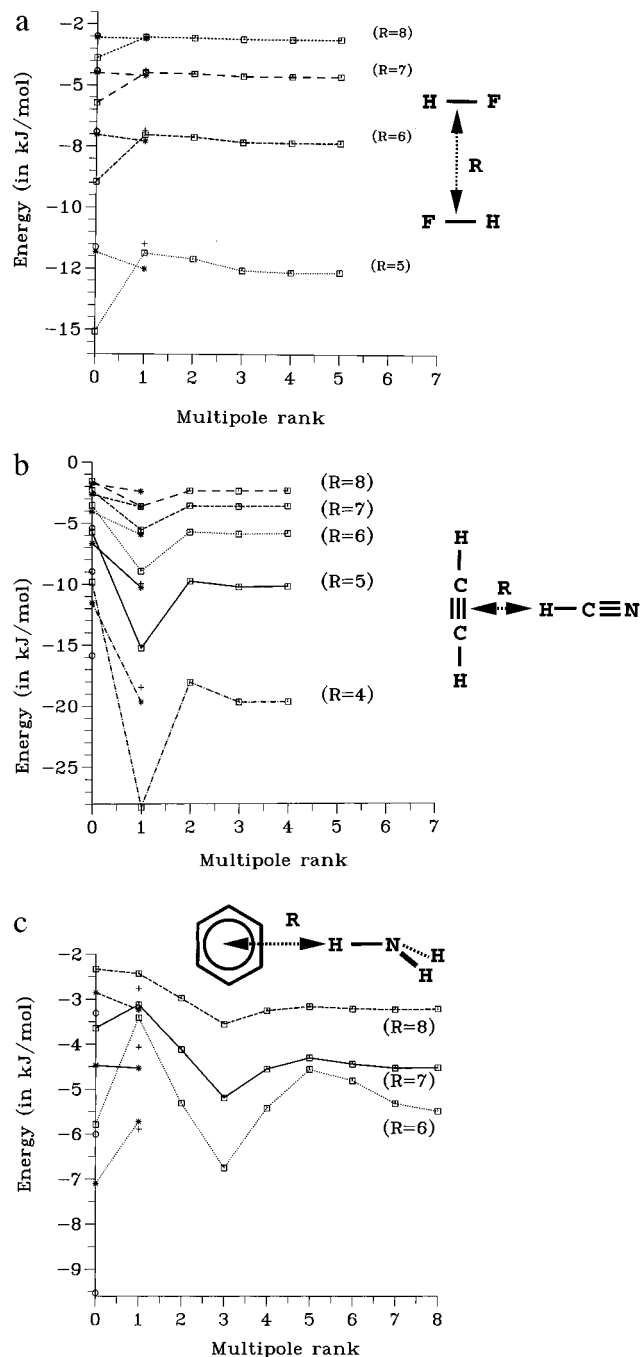 a
−2
−5
−8
−10
−12
−15
Energy (in kJ/mol)
(R=8)
(R=7)
(R=6)
(R=5)
0 1 2 3 4 5 6 7
Multipole rank
H F
R
F H
b
0
−5
−10
−15
−20
−25
Energy (in kJ/mol)
(R=8)
(R=7)
(R=6)
(R=5)
(R=4)
0 1 2 3 4 5 6 7
Multipole rank
H
C
C
H
R
H C N
c
−2
−3
−4
−5
−6
−7
−8
−9
Energy (in kJ/mol)
R
H N H
H
(R=8)
(R=7)
(R=6)
0 1 2 3 4 5 6 7 8
Multipole rank